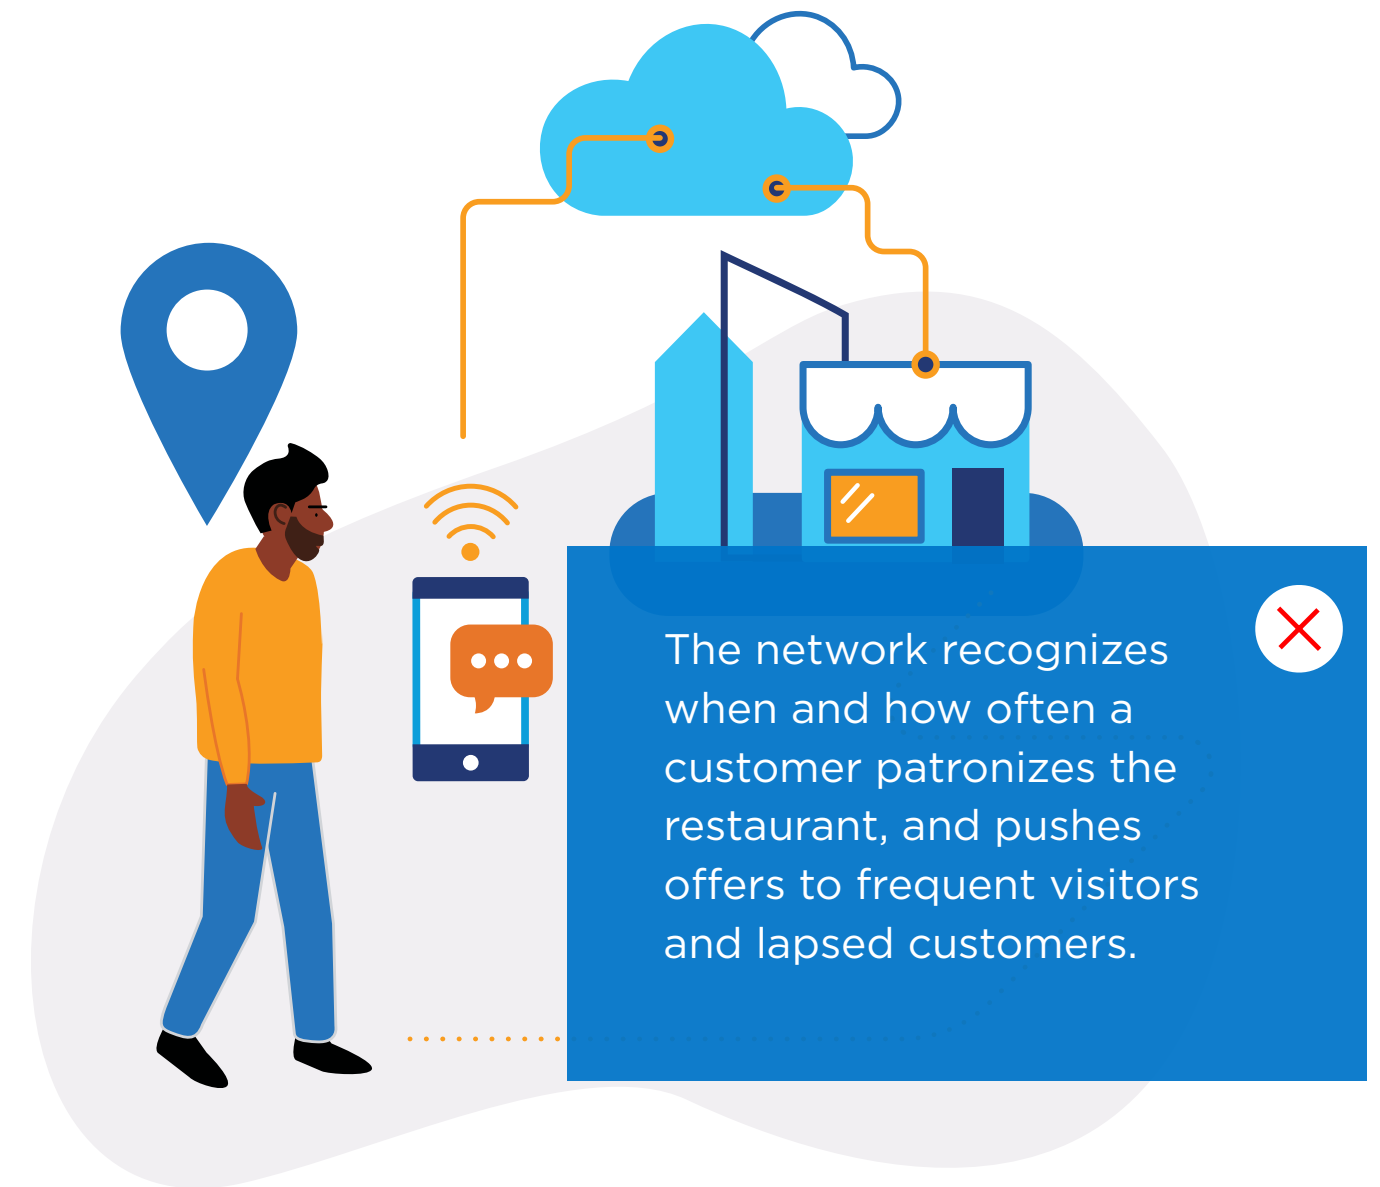 The network recognizes
when and how often a
customer patronizes the
restaurant, and pushes
offers to frequent visitors
and lapsed customers.